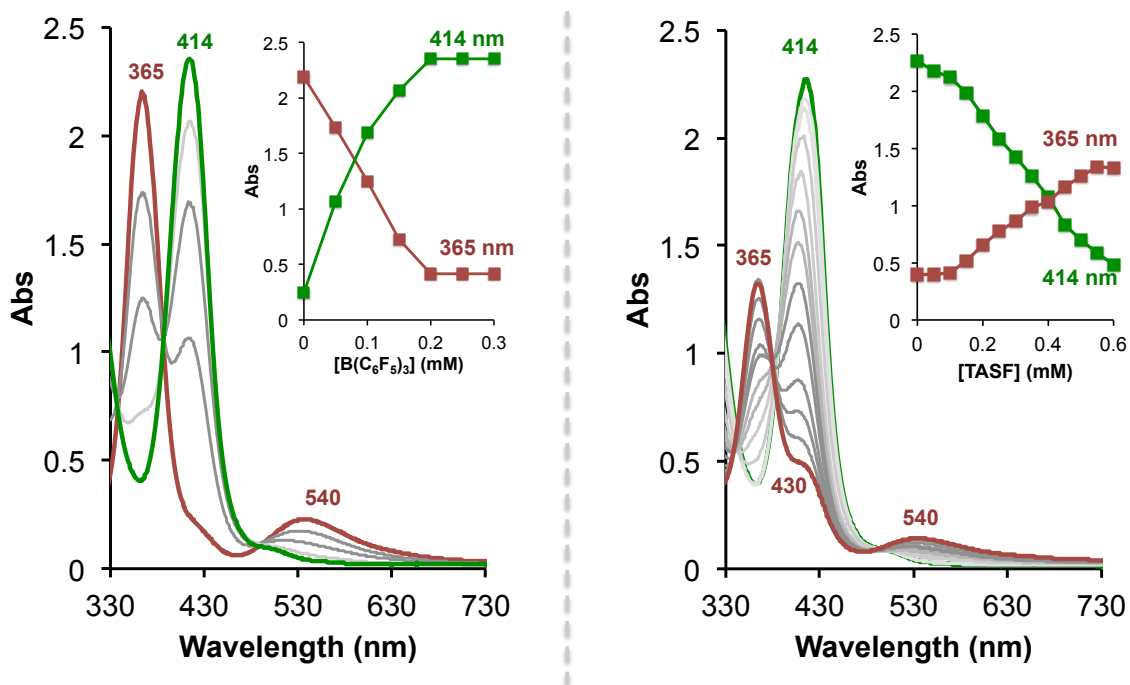 2.5
2
1.5
1
0.5
0
Abs
330 430 530 630 730
Wavelength (nm)
365
414
540
2.5
2
1.5
1
0.5
0
Abs
414 nm
365 nm
0 0.1 0.2 0.3
[B(C₆F₅)₃] (mM)
2.5
2
1.5
1
0.5
0
Abs
330 430 530 630 730
Wavelength (nm)
414
365
430
540
2.5
2
1.5
1
0.5
0
Abs
365 nm
414 nm
0 0.2 0.4 0.6
[TASF] (mM)